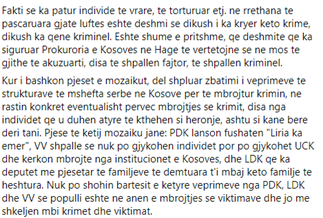 Fakti se ka patur individe te vrare, te torturuar etj. ne rrethana te
pascaruara gjate luftes eshte deshmi se dikush i ka kryer keto krime,
dikush ka qene kriminel. Eshte shume e pritshme, qe deshmite qe ka
siguruar Prokuroria e Kosoves ne Hage te vertetojne se ne mos te
gjithe te akuzuarti, disa te shpallen fajtor, te shpallen kriminel.
Kur i bashkon pjeset e mozaikut, del shpluar zbatimi i veprimeve te
strukturave te mshefta serbe ne Kosove per te mbrojtur krimin, ne
rastin konkret eventualisht pervec mbrojtjes se krimit, disa nga
individet qe u duhen atyre te kthehen si heronje, ashtu si kane bere
deri tani. Pjese te ketij mozaiku jane: PDK lanson fushaten "Liria ka
emer", VV shpalle se nuk po gjykohen individet por po gjykohet UCK
dhe kerkon mbrojte nga institucionet e Kosoves, dhe LDK qe ka
deputet me pjesetar te familjeve te demtuara t'i mbaj keto familje te
heshtura. Nuk po shohin bartesit e ketyre veprimeve nga PDK, LDK
dhe VV se populli eshte ne anen e mbrojtjes se viktimave dhe jo me
shkeljen mbi krimet dhe viktimat.